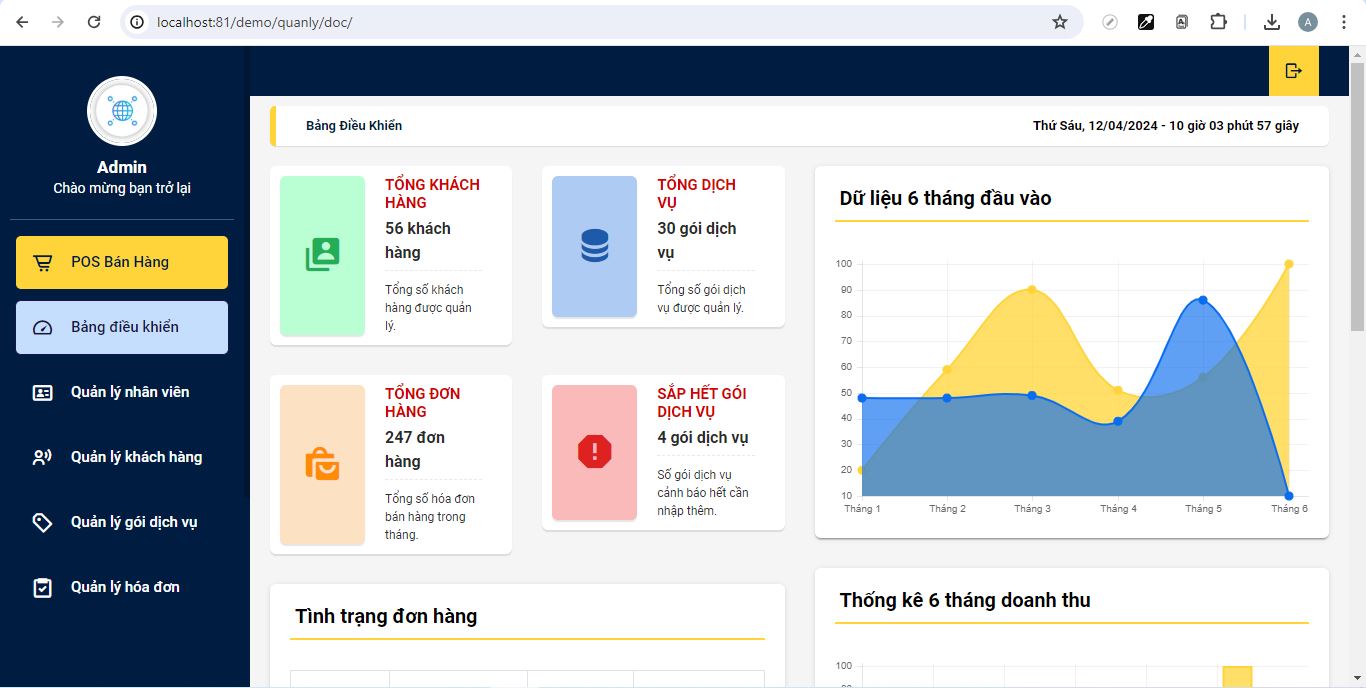 localhost:81/demo/quanly/doc/
A
Admin
Chào mừng bạn trở lại
POS Bán Hàng
Bảng điều khiển
Quản lý nhân viên
Quản lý khách hàng
Quản lý gói dịch vụ
Quản lý hóa đơn
Bảng Điều Khiển
Thứ Sáu, 12/04/2024 - 10 giờ 03 phút 57 giây
TỔNG KHÁCH
HÀNG
56 khách
hàng
Tổng số khách
hàng được quản
lý.
TỔNG DỊCH
VỤ
30 gói dịch
vụ
Tổng số gói dịch
vụ được quản lý.
TỔNG ĐƠN
HÀNG
247 đơn
hàng
Tổng số hóa đơn
bán hàng trong
tháng.
SẮP HẾT GÓI
DỊCH VỤ
4 gói dịch vụ
Số gói dịch vụ
cảnh báo hết cần
nhập thêm.
Dữ liệu 6 tháng đầu vào
100
90
80
70
60
50
40
30
20
10
Tháng 1 Tháng 2 Tháng 3 Tháng 4 Tháng 5 Tháng 6
Tình trạng đơn hàng
Thống kê 6 tháng doanh thu
100